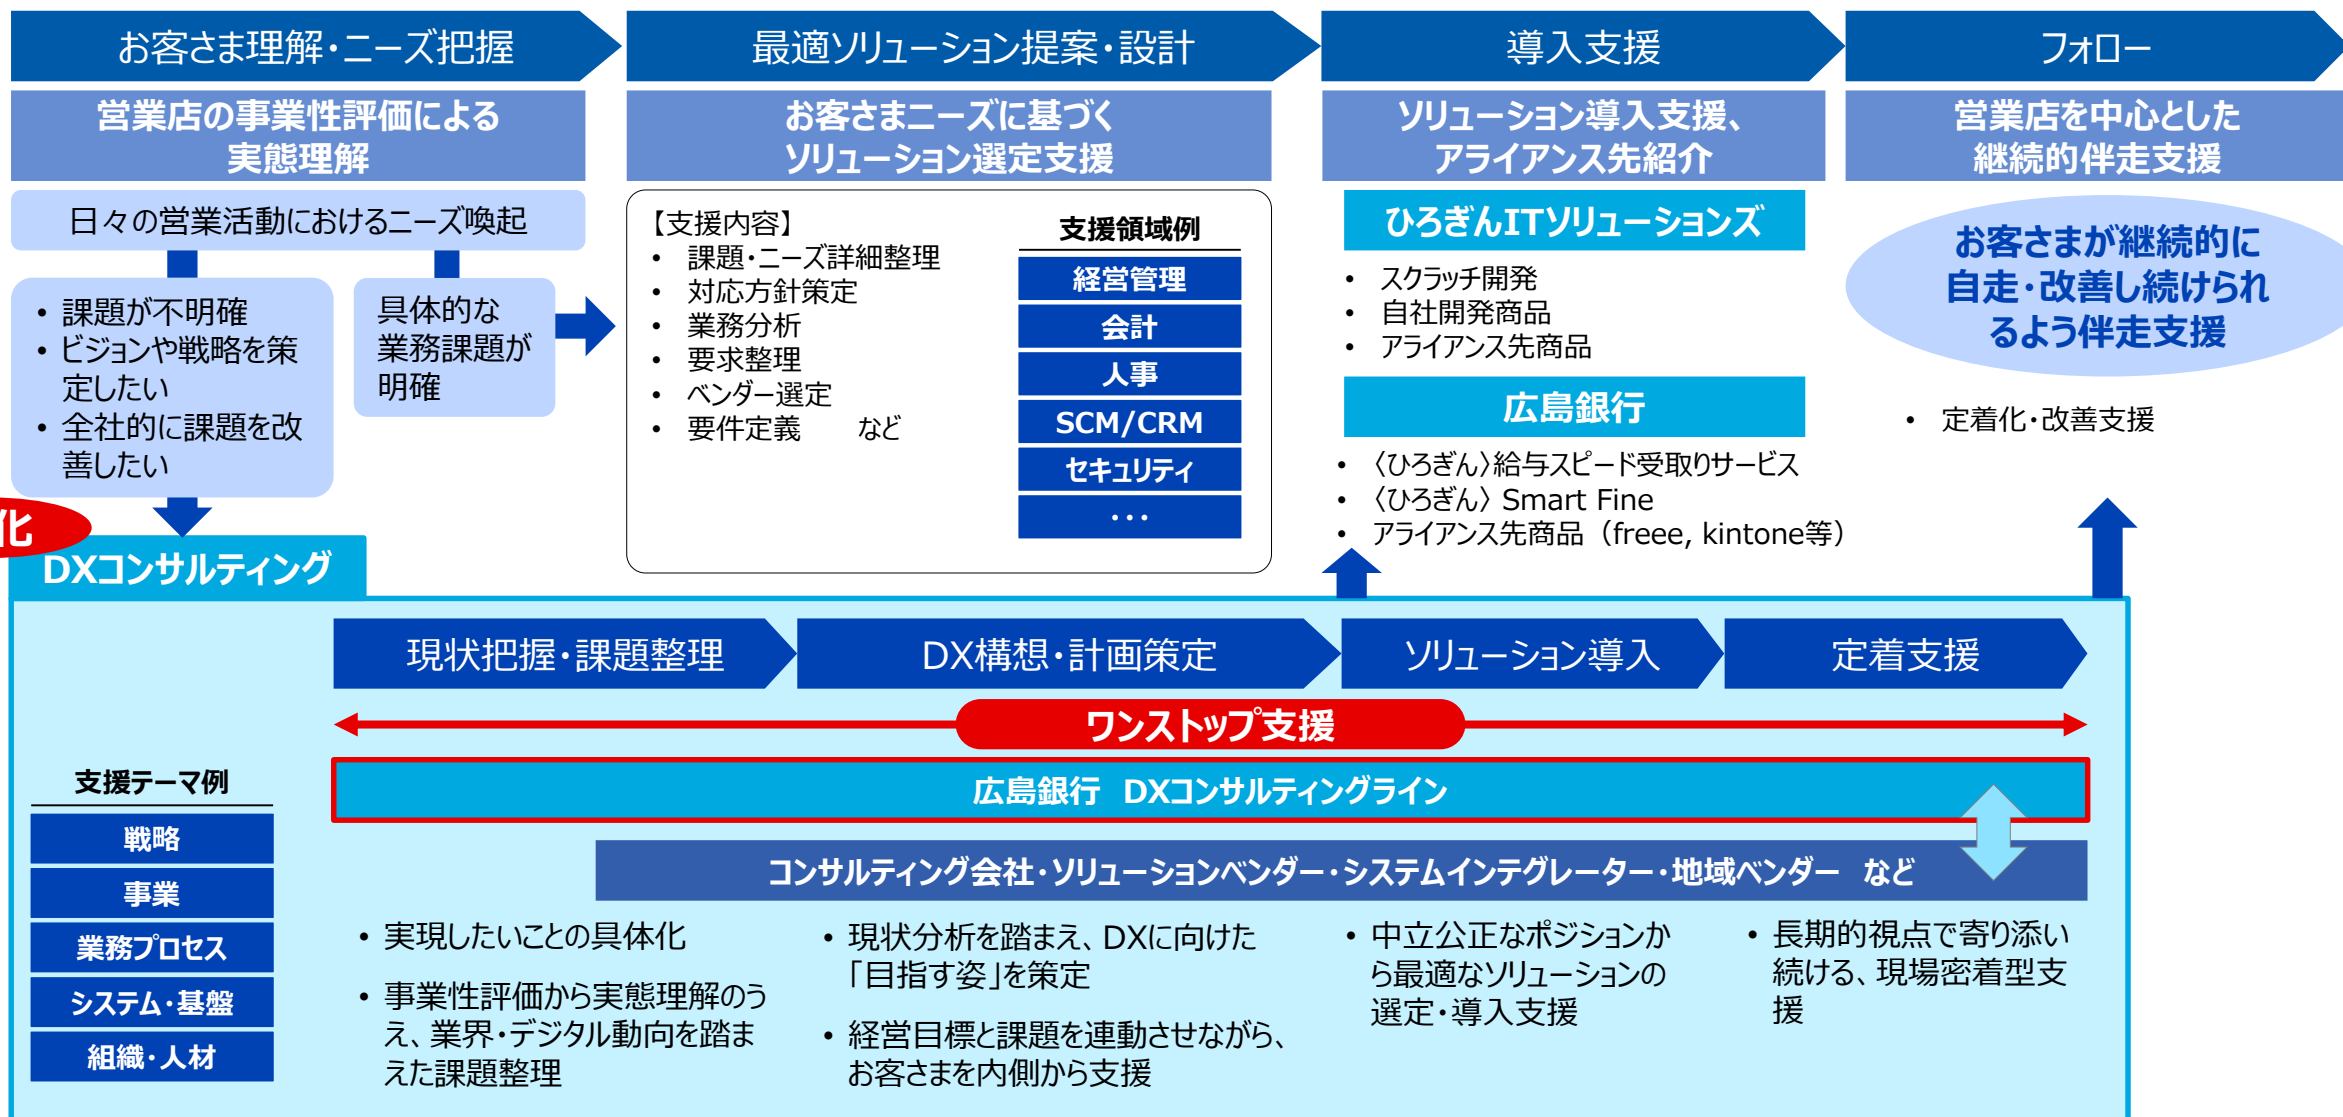 お客さま理解・ニーズ把握
最適ソリューション提案・設計
導入支援
フォロー
営業店の事業性評価による
実態理解
お客さまニーズに基づく
ソリューション選定支援
ソリューション導入支援、
アライアンス先紹介
営業店を中心とした
継続的伴走支援
日々の営業活動におけるニーズ喚起
• 課題が不明確
• ビジョンや戦略を策
定したい
• 全社的に課題を改
善したい
具体的な
業務課題が
明確
【支援内容】
• 課題・ニーズ詳細整理
• 対応方針策定
• 業務分析
• 要求整理
• ベンダー選定
• 要件定義 など
支援領域例
経営管理
会計
人事
SCM/CRM
セキュリティ
・・・
ひろぎんITソリューションズ
• スクラッチ開発
• 自社開発商品
• アライアンス先商品
広島銀行
• 〈ひろぎん〉給与スピード受取りサービス
• 〈ひろぎん〉 Smart Fine
• アライアンス先商品（freee, kintone等）
お客さまが継続的に
自走・改善し続けられ
るよう伴走支援
• 定着化・改善支援
化
DXコンサルティング
現状把握・課題整理
DX構想・計画策定
ソリューション導入
定着支援
ワンストップ支援
広島銀行 DXコンサルティングライン
コンサルティング会社・ソリューションベンダー・システムインテグレーター・地域ベンダー など
支援テーマ例
戦略
事業
業務プロセス
システム・基盤
組織・人材
• 実現したいことの具体化
• 事業性評価から実態理解のう
え、業界・デジタル動向を踏ま
えた課題整理
• 現状分析を踏まえ、DXに向けた
「目指す姿」を策定
• 経営目標と課題を連動させながら、
お客さまを内側から支援
• 中立公正なポジションか
ら最適なソリューションの
選定・導入支援
• 長期的視点で寄り添い
続ける、現場密着型支
援